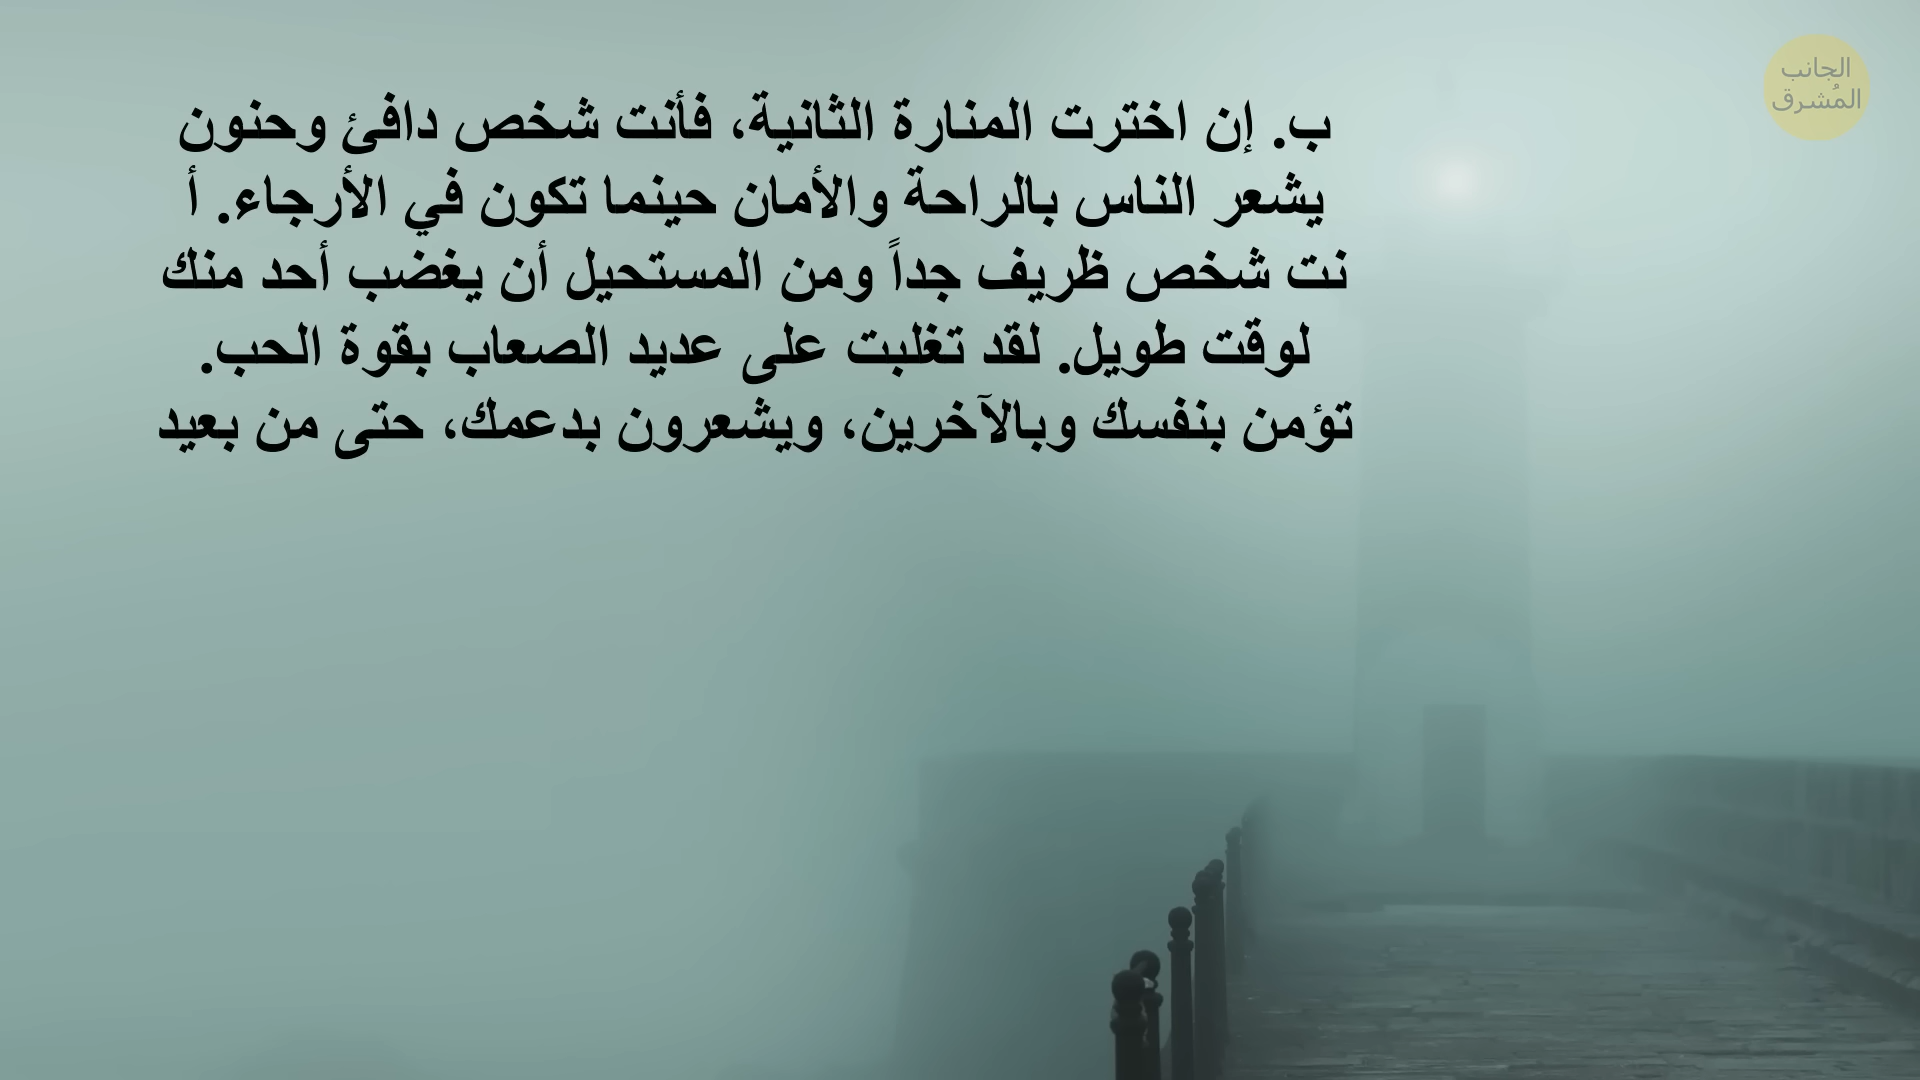 الجانب
المُشرق
ب. إن اخترت المنارة الثانية، فأنت شخص دافئ وحنون
يشعر الناس بالراحة والأمان حينما تكون في الأرجاء. أ
نت شخص ظريف جداً ومن المستحيل أن يغضب أحد منك
لوقت طويل. لقد تغلبت على عديد الصعاب بقوة الحب.
تؤمن بنفسك وبالآخرين، ويشعرون بدعمك، حتى من بعيد